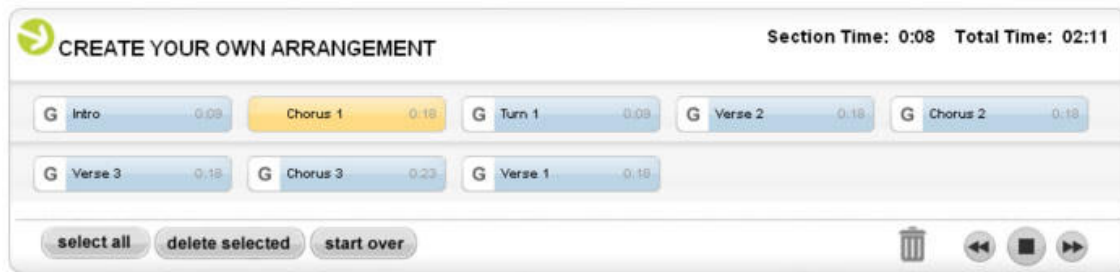 CREATE YOUR OWN ARRANGEMENT Section Time: 0:08 Total Time: 02:11
G Intro 0:09 Chorus 1 0:18 G Turn 1 0:09 G Verse 2 0:18 G Chorus 2 0:18
G Verse 3 0:18 G Chorus 3 0:23 G Verse 1 0:18
select all delete selected start over